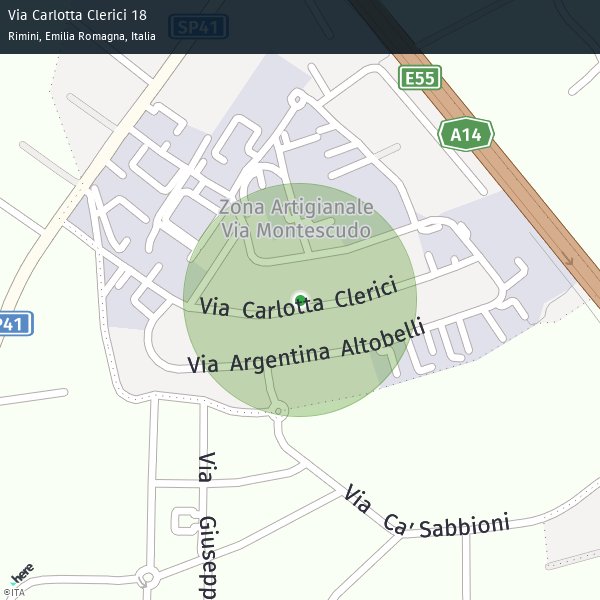 Via Carlotta Clerici 18
Rimini, Emilia Romagna, Italia
SP41
E55
A14
Zona Artigianale
Via Montescudo
Via Carlotta Clerici
P41
Via Argentina Altobelli
Via Giusepp
Via Ca' Sabbioni
here
©ITA